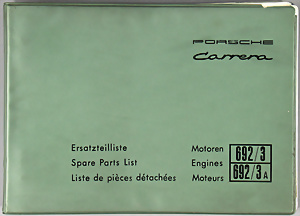 PORSCHE
Carrera
Ersatzteilliste Motoren 692/3
Spare Parts List Engines 692/3A
Liste de pièces détachées Moteurs